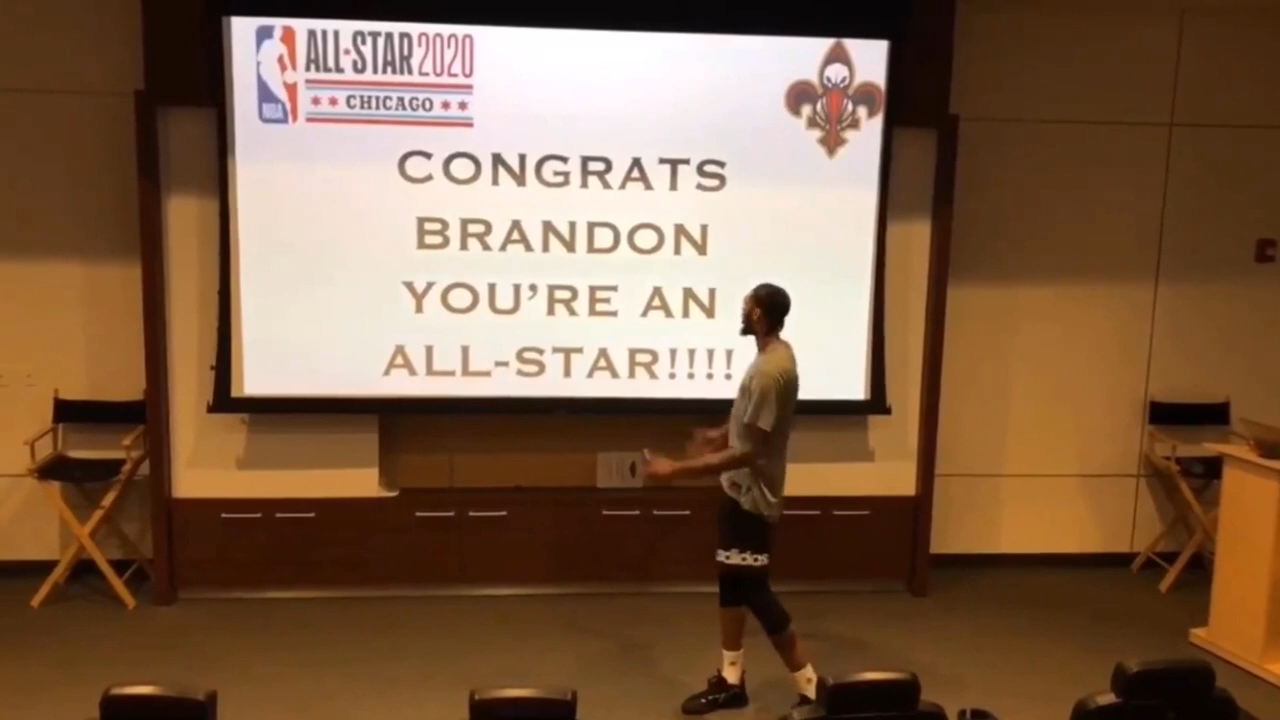 ALL-STAR 2020
★★ CHICAGO ★★
NBA
CONGRATS
BRANDON
YOU'RE AN
ALL-STAR!!!!
adidas